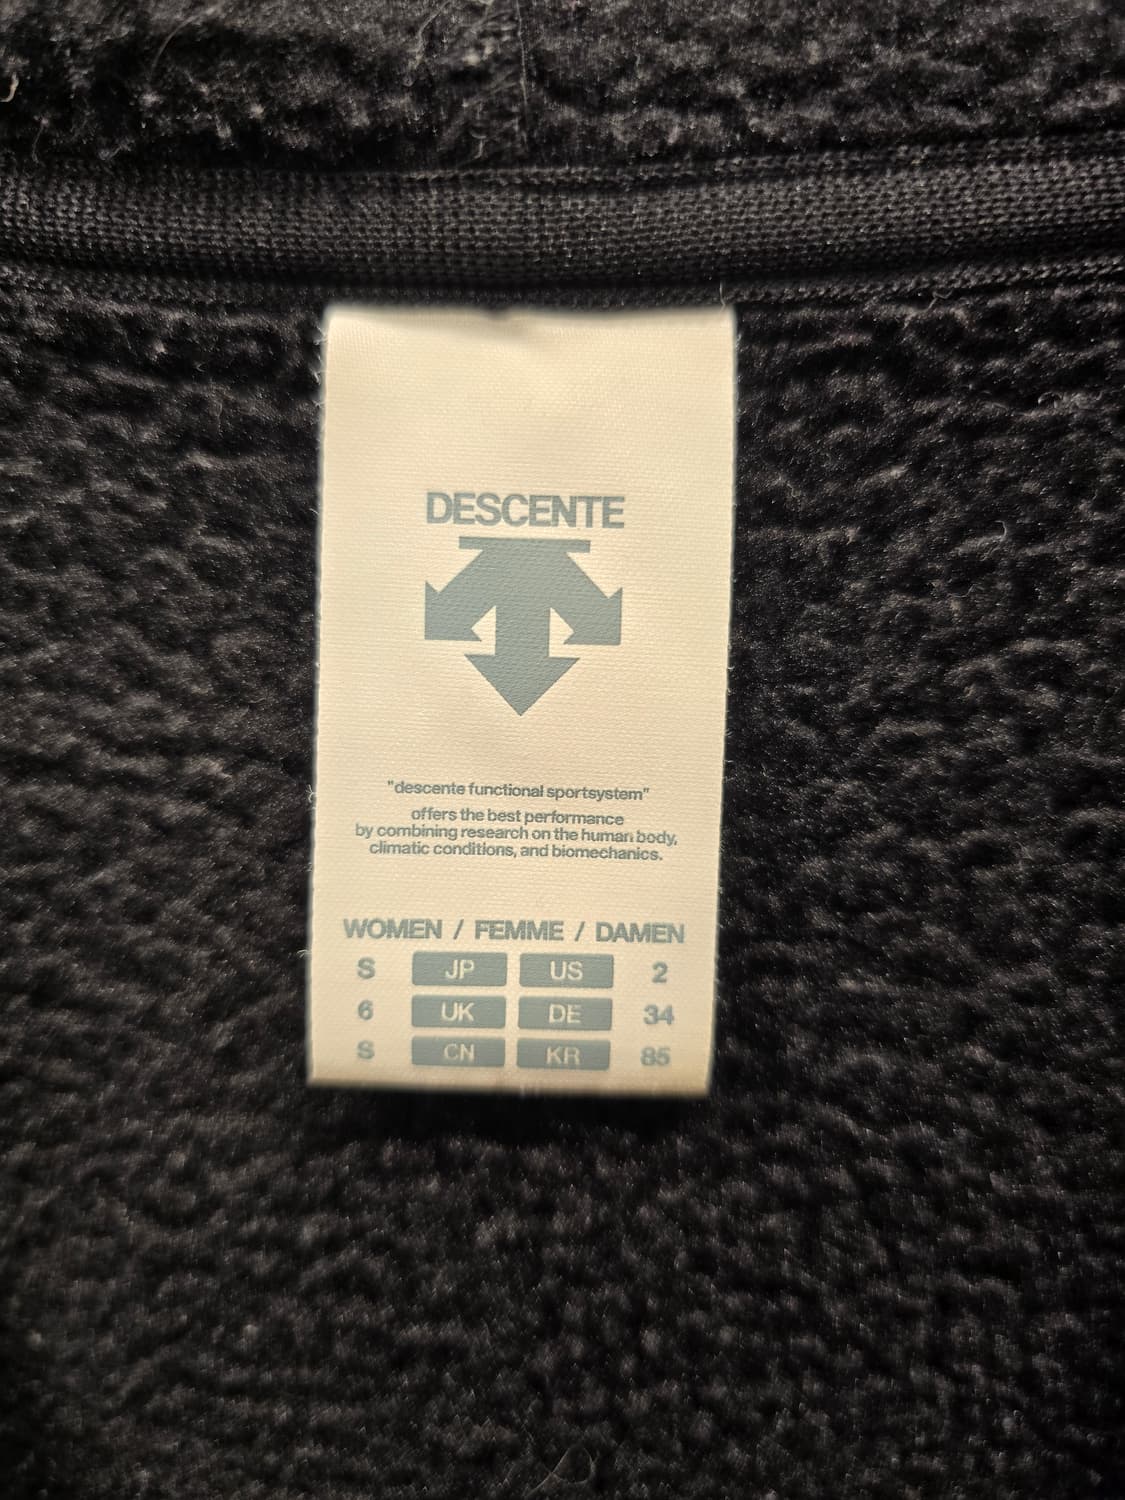 DESCENTE
"descente functional sportsystem"
offers the best performance
by combining research on the human body,
climatic conditions, and biomechanics.
WOMEN / FEMME / DAMEN
S JP US 2
6 UK DE 34
S CN KR 85